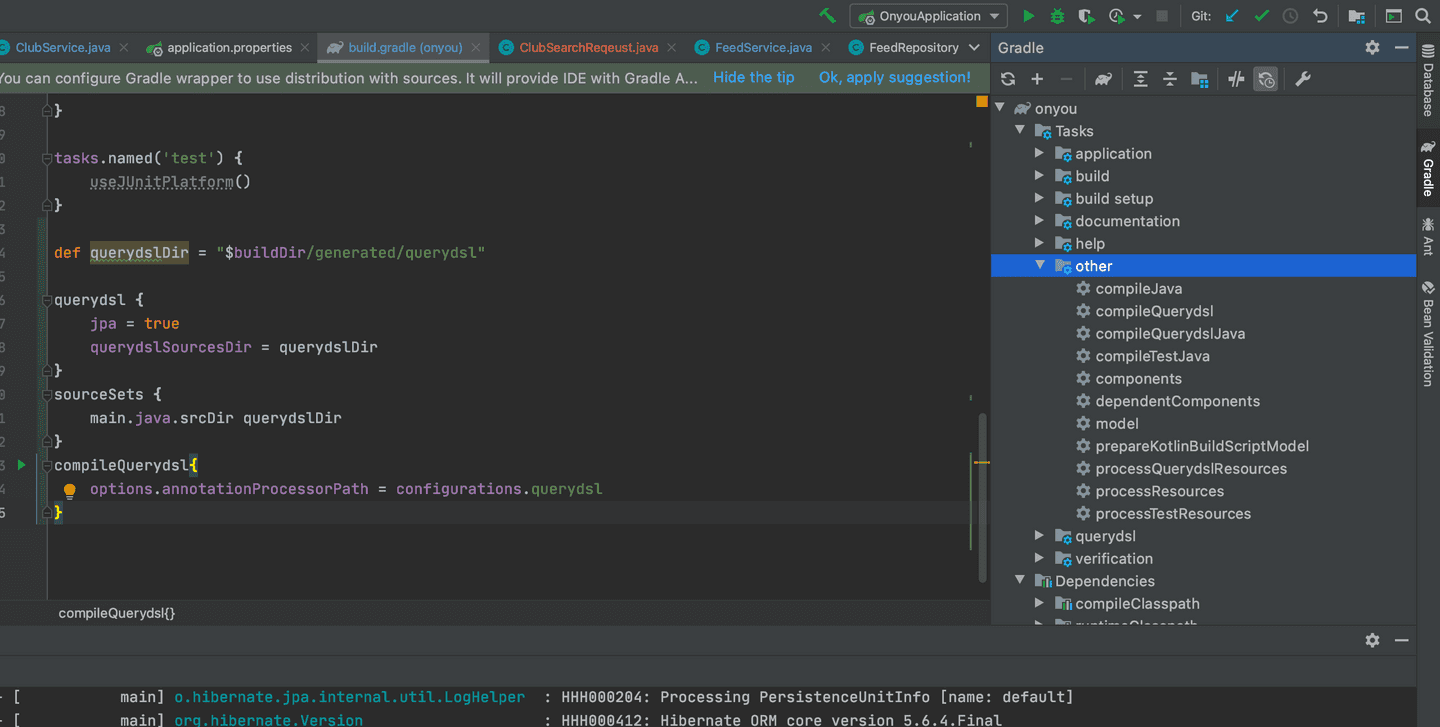 OnyouApplication
Git:
ClubService.java
application.properties
build.gradle (onyou)
ClubSearchReqeust.java
FeedService.java
FeedRepository
You can configure Gradle wrapper to use distribution with sources. It will provide IDE with Gradle A...
Hide the tip
Ok, apply suggestion!
}
tasks.named('test') {
useJUnitPlatform()
}
def querydslDir = "$buildDir/generated/querydsl"
querydsl {
jpa = true
querydslSourcesDir = querydslDir
}
sourceSets {
main.java.srcDir querydslDir
}
compileQuerydsl{
options.annotationProcessorPath = configurations.querydsl
}
compileQuerydsl{}
Gradle
onyou
Tasks
application
build
build setup
documentation
help
other
compileJava
compileQuerydsl
compileQuerydslJava
compileTestJava
components
dependentComponents
model
prepareKotlinBuildScriptModel
processQuerydslResources
processResources
processTestResources
querydsl
verification
Dependencies
compileClasspath
runtimeClasspath
Database
Gradle
Ant
Bean Validation
- [ main] o.hibernate.jpa.internal.util.LogHelper : HHH000204: Processing PersistenceUnitInfo [name: default]
- [ main] org.hibernate.Version : HHH000412: Hibernate ORM core version 5.6.4.Final